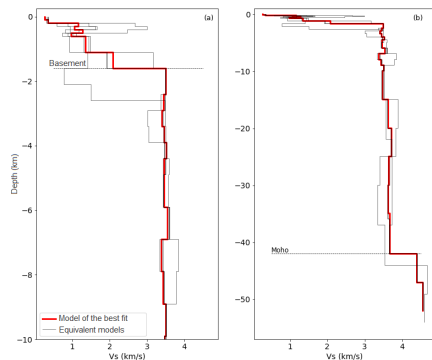 (a)
(b)
0
−2
−4
−6
−8
−10
0
−10
−20
−30
−40
−50
Depth (km)
Basement
Moho
Model of the best fit
Equivalent models
1
2
3
4
1
2
3
4
Vs (km/s)
Vs (km/s)